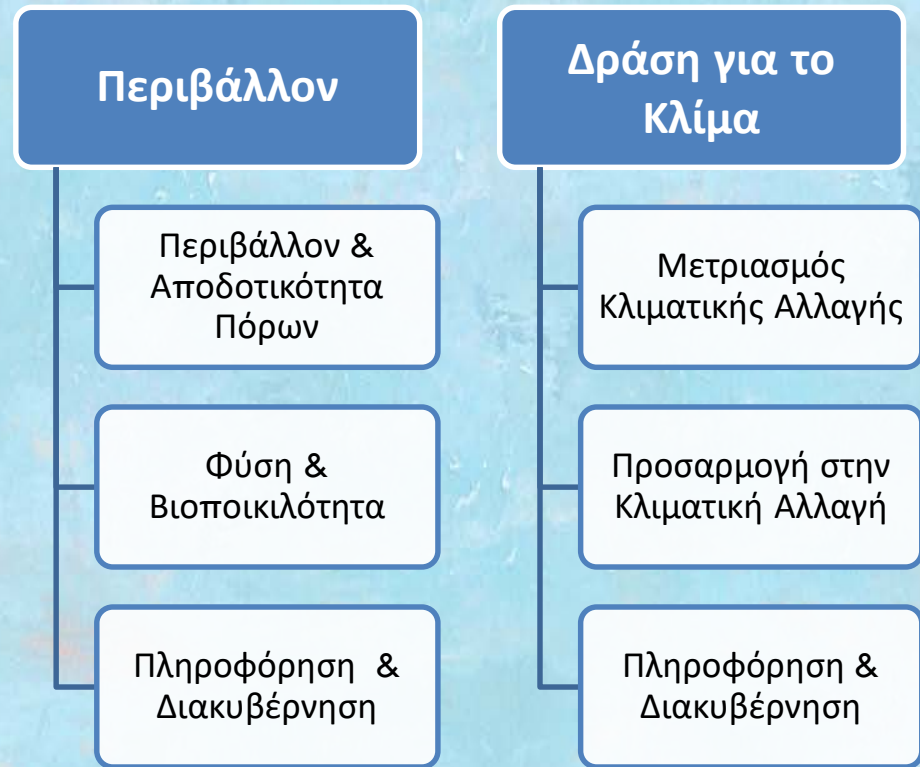 Περιβάλλον
Περιβάλλον &
Αποδοτικότητα
Πόρων
Φύση &
Βιοποικιλότητα
Πληροφόρηση &
Διακυβέρνηση
Δράση για το
Κλίμα
Μετριασμός
Κλιματικής Αλλαγής
Προσαρμογή στην
Κλιματική Αλλαγή
Πληροφόρηση &
Διακυβέρνηση